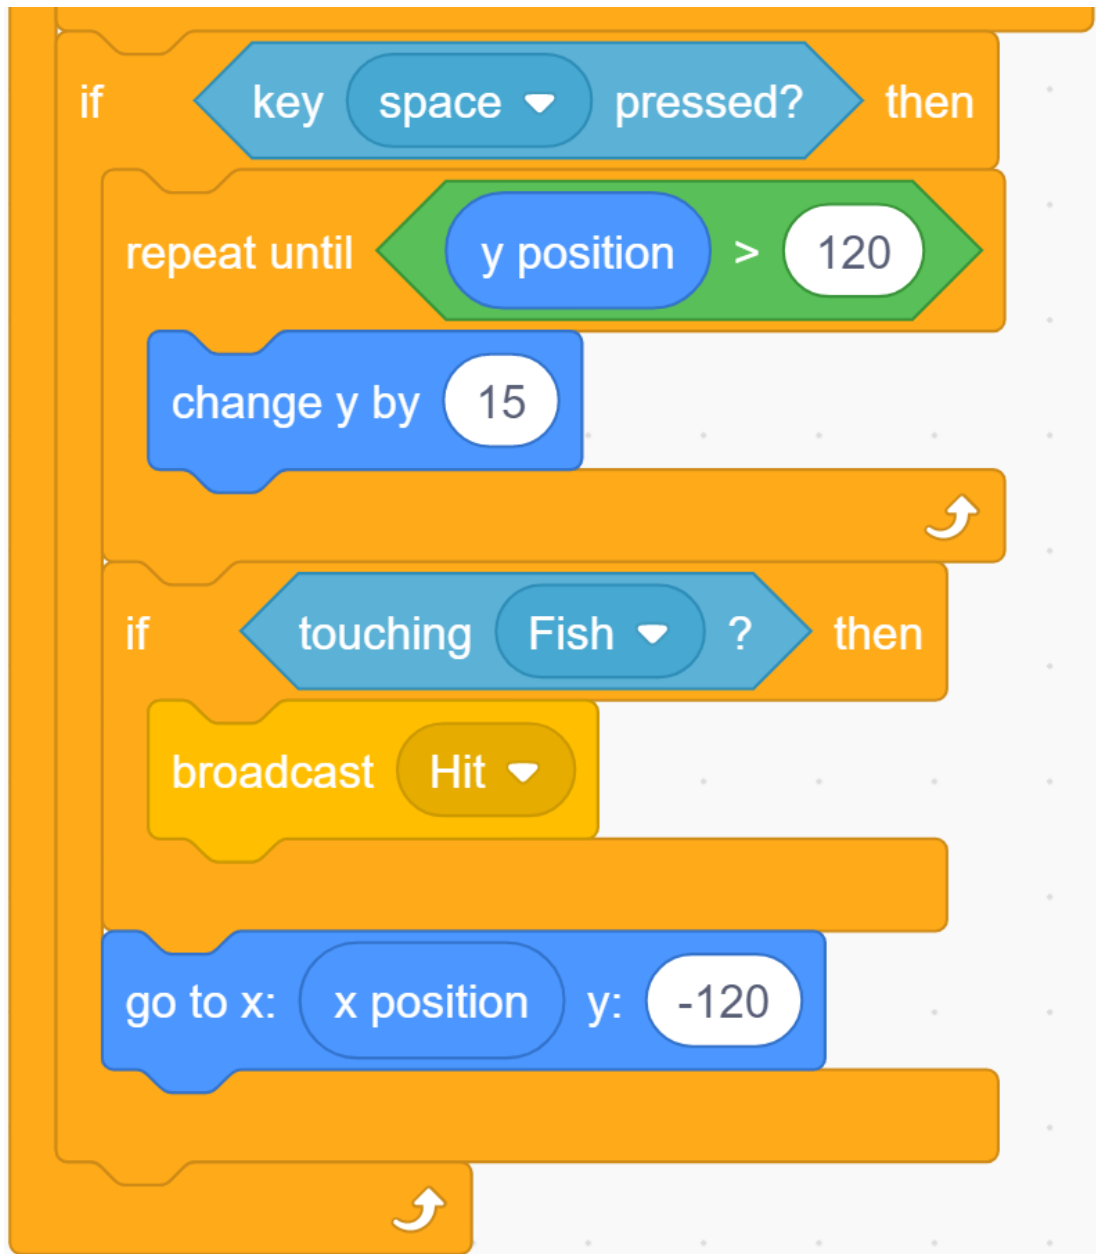 if key space pressed? then
repeat until y position > 120
change y by 15
if touching Fish ? then
broadcast Hit
go to x: x position y: -120